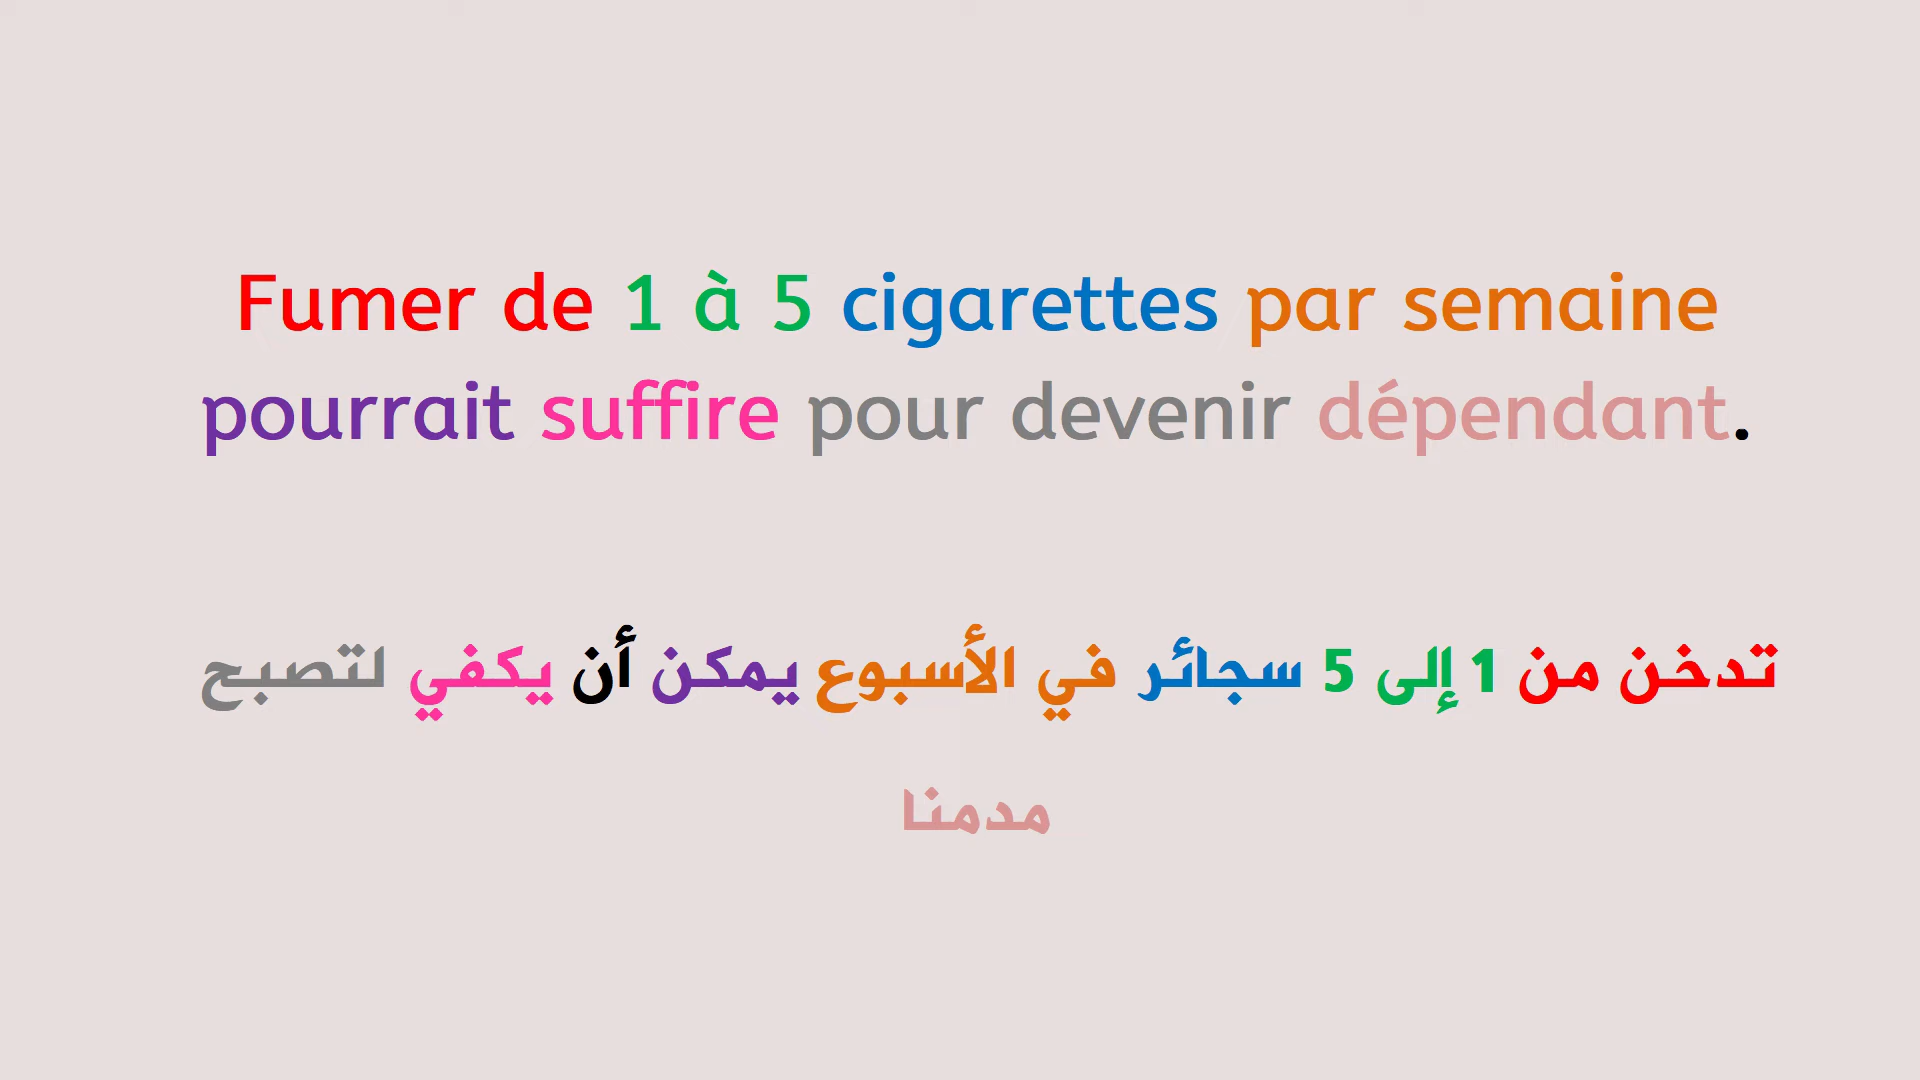 Fumer de 1 à 5 cigarettes par semaine
pourrait suffire pour devenir dépendant.
تدخن من 1 إلى 5 سجائر في الأسبوع يمكن أن يكفي لتصبح
مدمنا